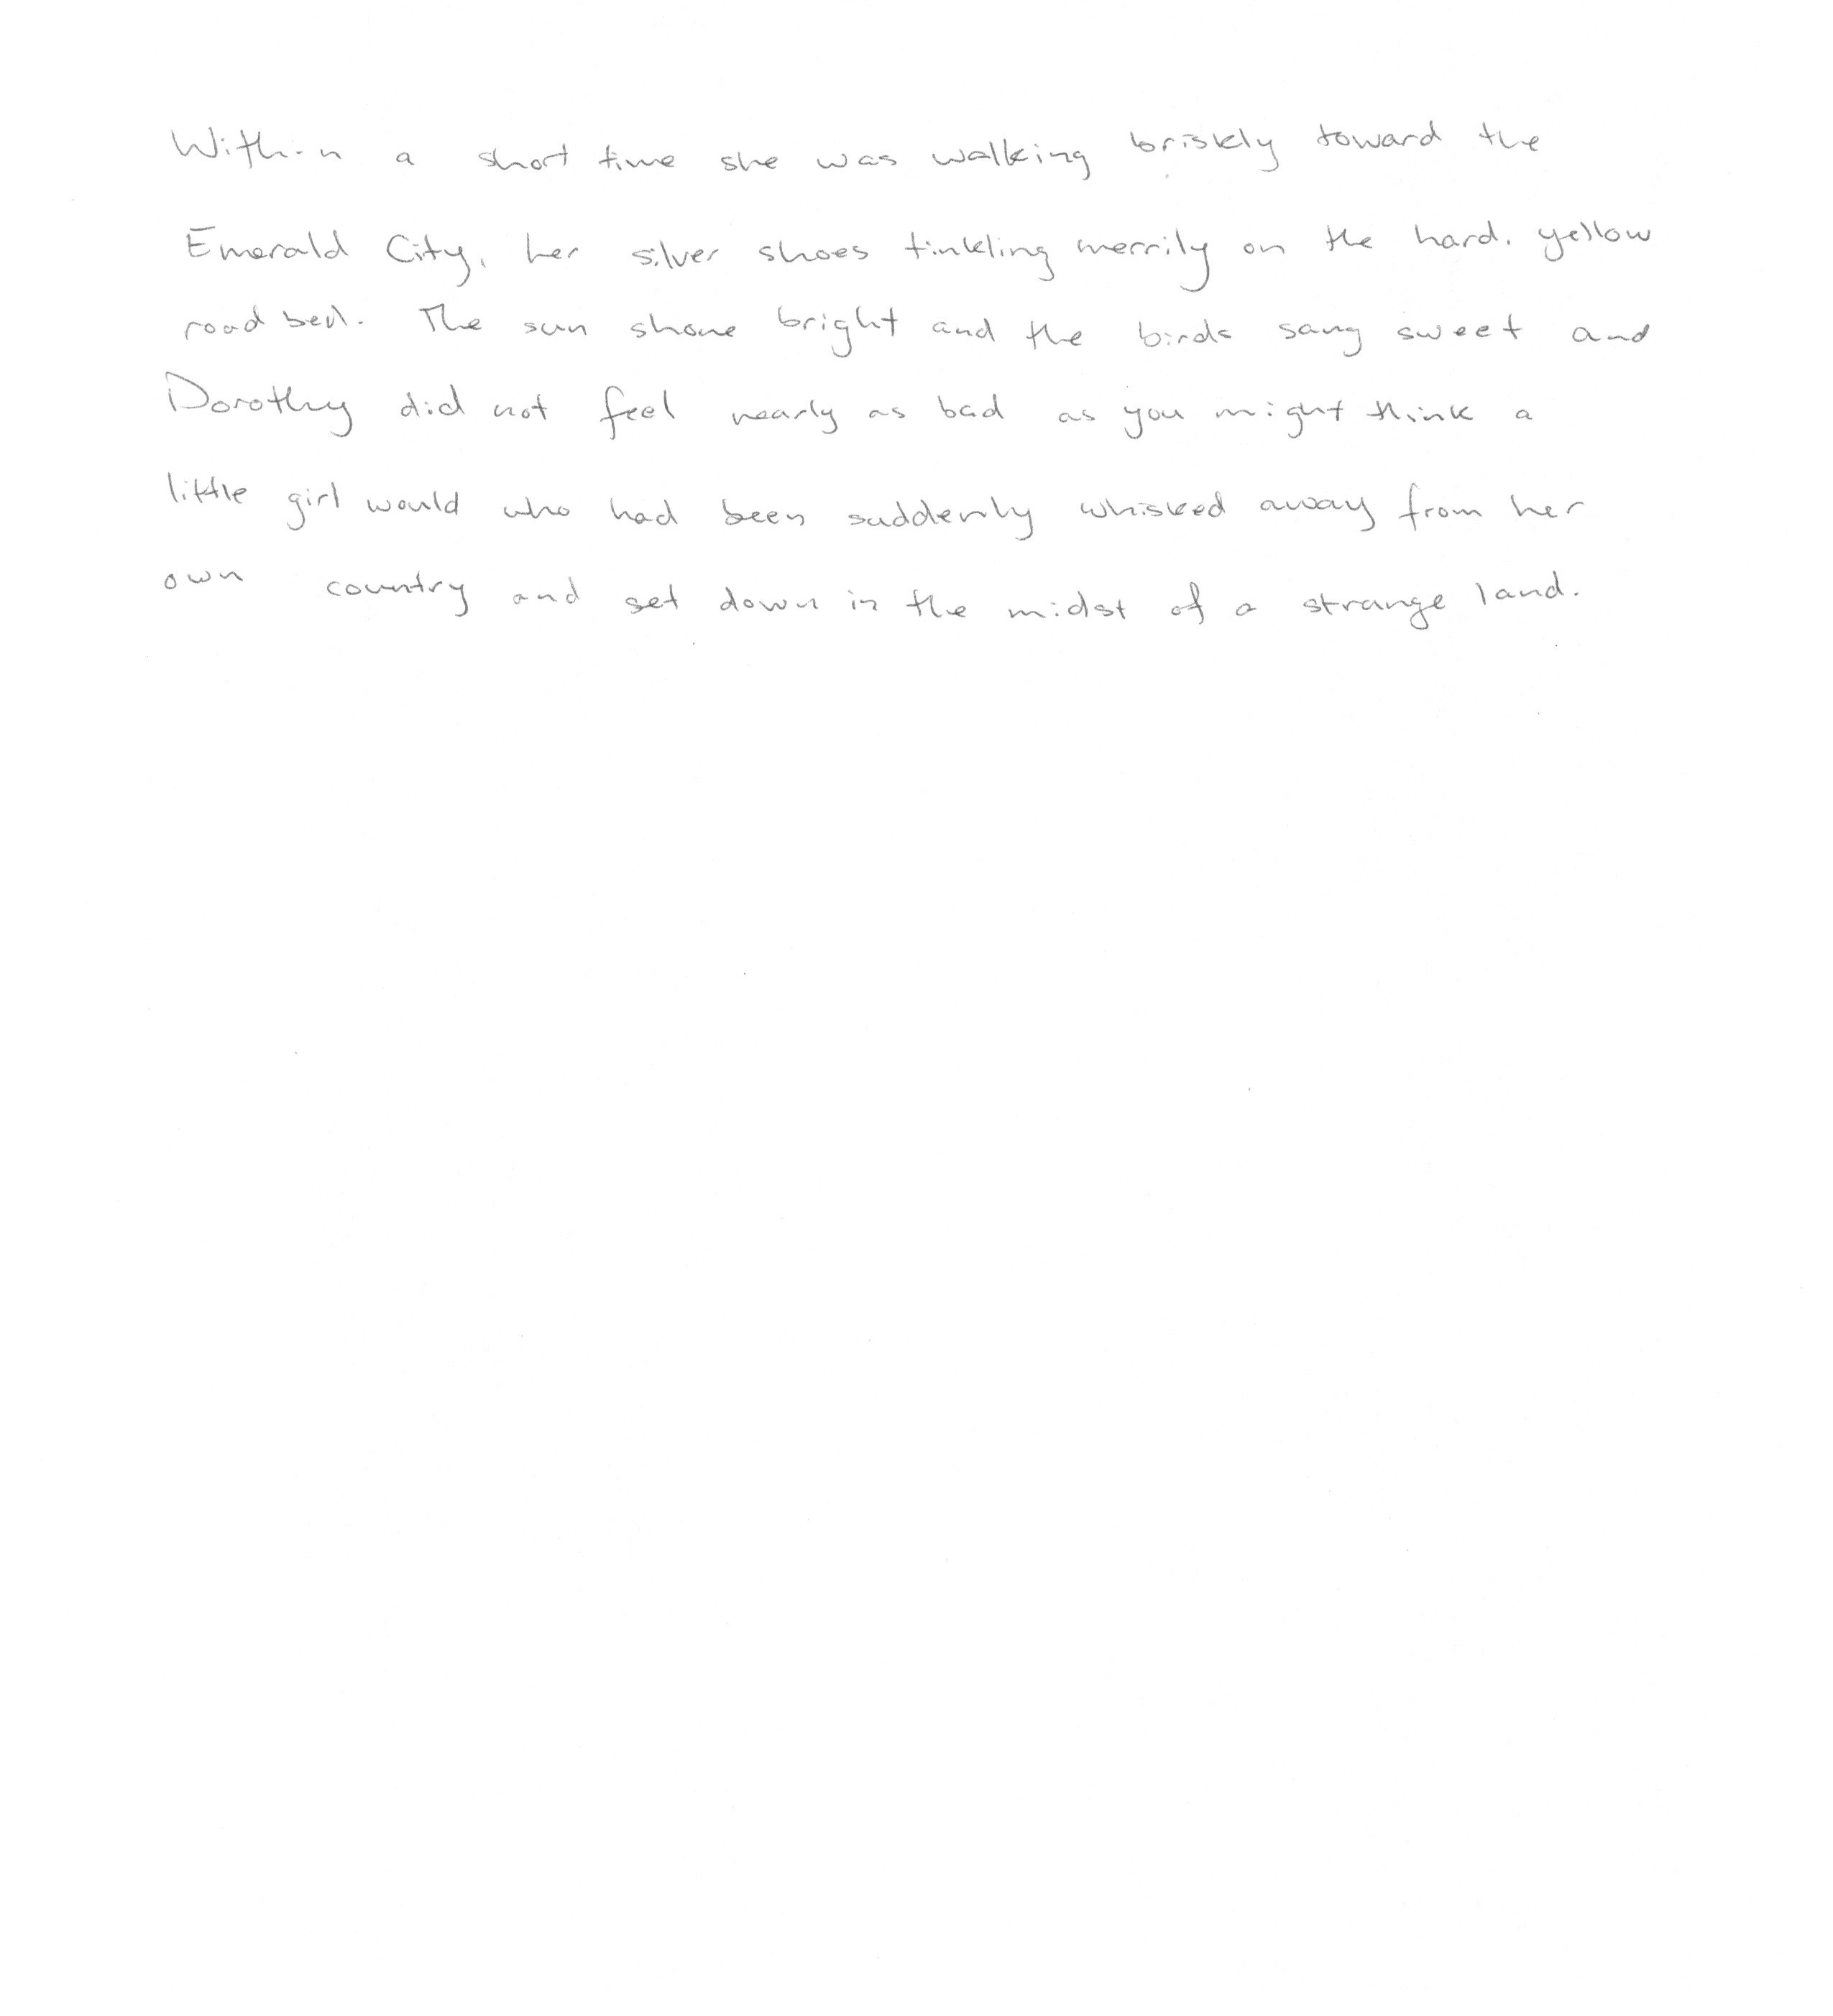 Within a short time she was walking briskly toward the
Emerald City, her silver shoes tinkling merrily on the hard, yellow
road bed. The sun shone bright and the birds sang sweet and
Dorothy did not feel nearly as bad as you might think a
little girl would who had been suddenly whisked away from her
own country and set down in the midst of a strange land.